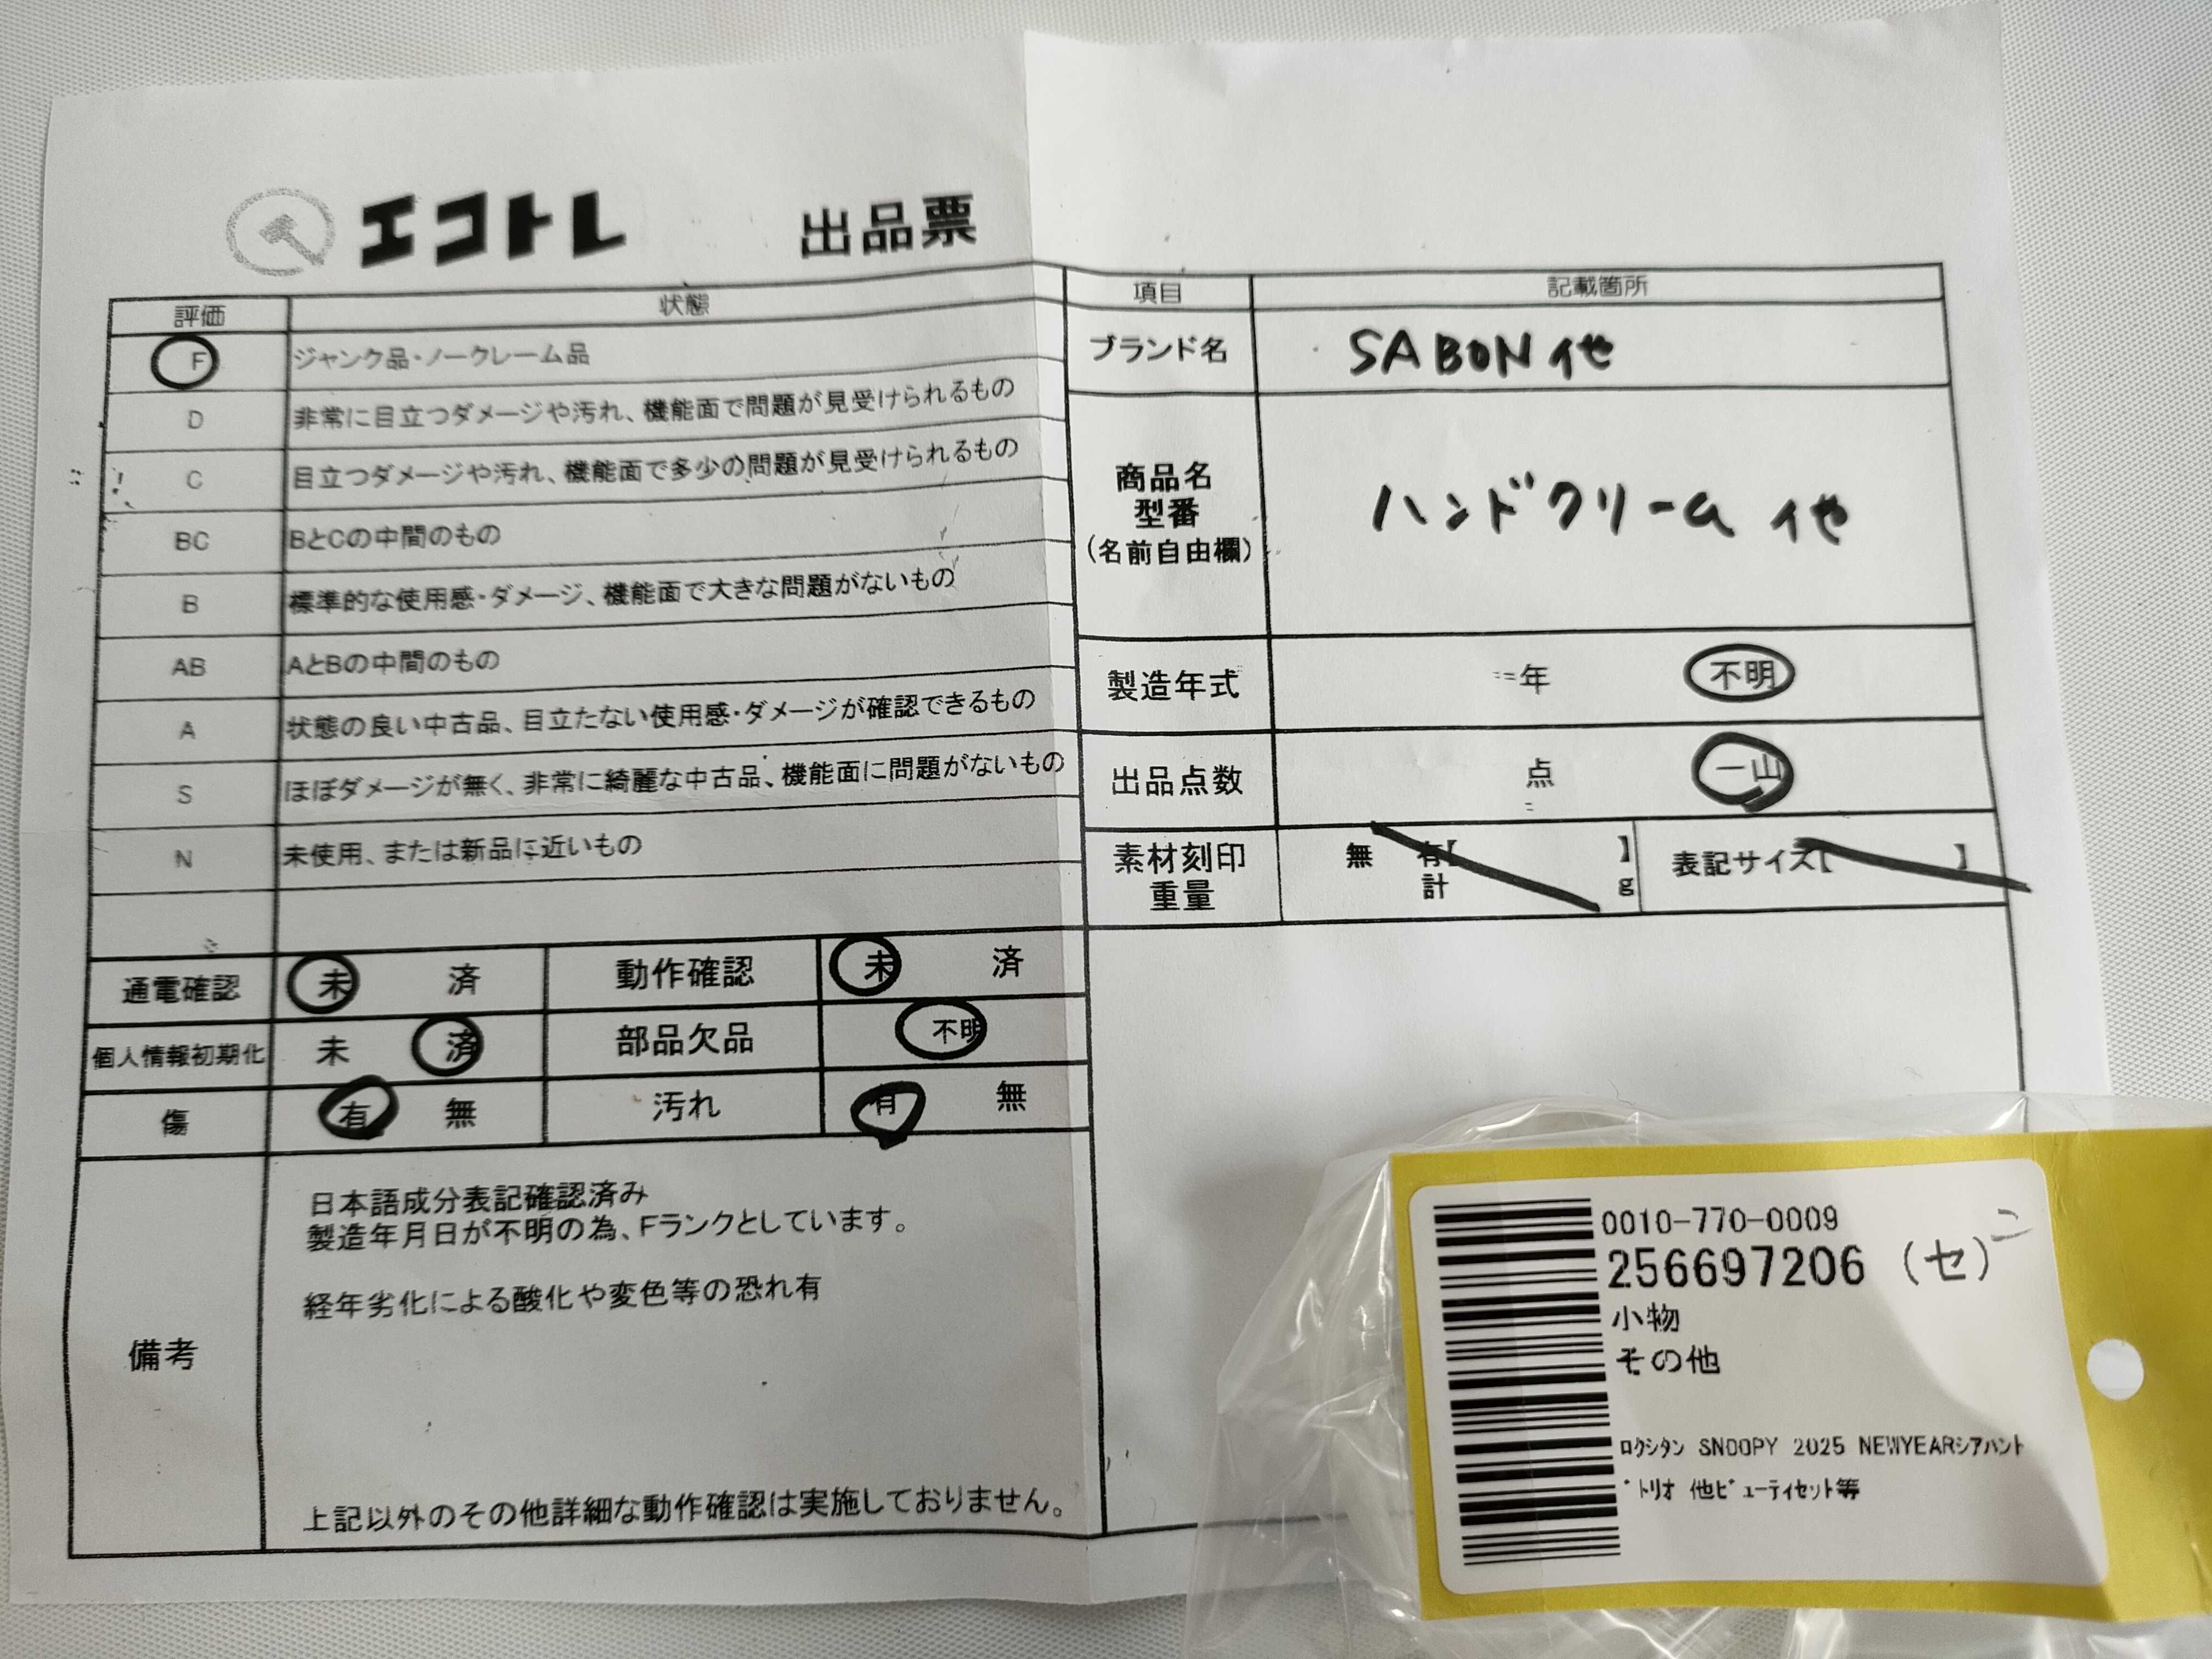 エコトレ 出品票
評価 状態
F ジャンク品・ノークレーム品
D 非常に目立つダメージや汚れ、機能面で問題が見受けられるもの
C 目立つダメージや汚れ、機能面で多少の問題が見受けられるもの
BC BとCの中間のもの
B 標準的な使用感・ダメージ、機能面で大きな問題がないもの
AB AとBの中間のもの
A 状態の良い中古品、目立たない使用感・ダメージが確認できるもの
S ほぼダメージが無く、非常に綺麗な中古品、機能面に問題がないもの
N 未使用、または新品に近いもの
通電確認 未 済 動作確認 未 済
個人情報初期化 未 済 部品欠品 不明
傷 有 無 汚れ 有 無
備考
日本語成分表記確認済み
製造年月日が不明の為、Fランクとしています。
経年劣化による酸化や変色等の恐れ有
上記以外のその他詳細な動作確認は実施しておりません。
項目 記載箇所
ブランド名 SABON 他
商品名
型番
(名前自由欄)
ハンドクリーム 他
製造年式 年 不明
出品点数 点 一山
素材刻印 無 有【 】 表記サイズ【 】
重量 計 g
0010-770-0009
256697206 (セ)
小物
その他
ﾛｸｼﾀﾝ SNOOPY 2025 NEWYEARｼｱﾊﾝﾄ
ﾞﾄﾘｵ 他ﾋﾞｭｰﾃｨｾｯﾄ等